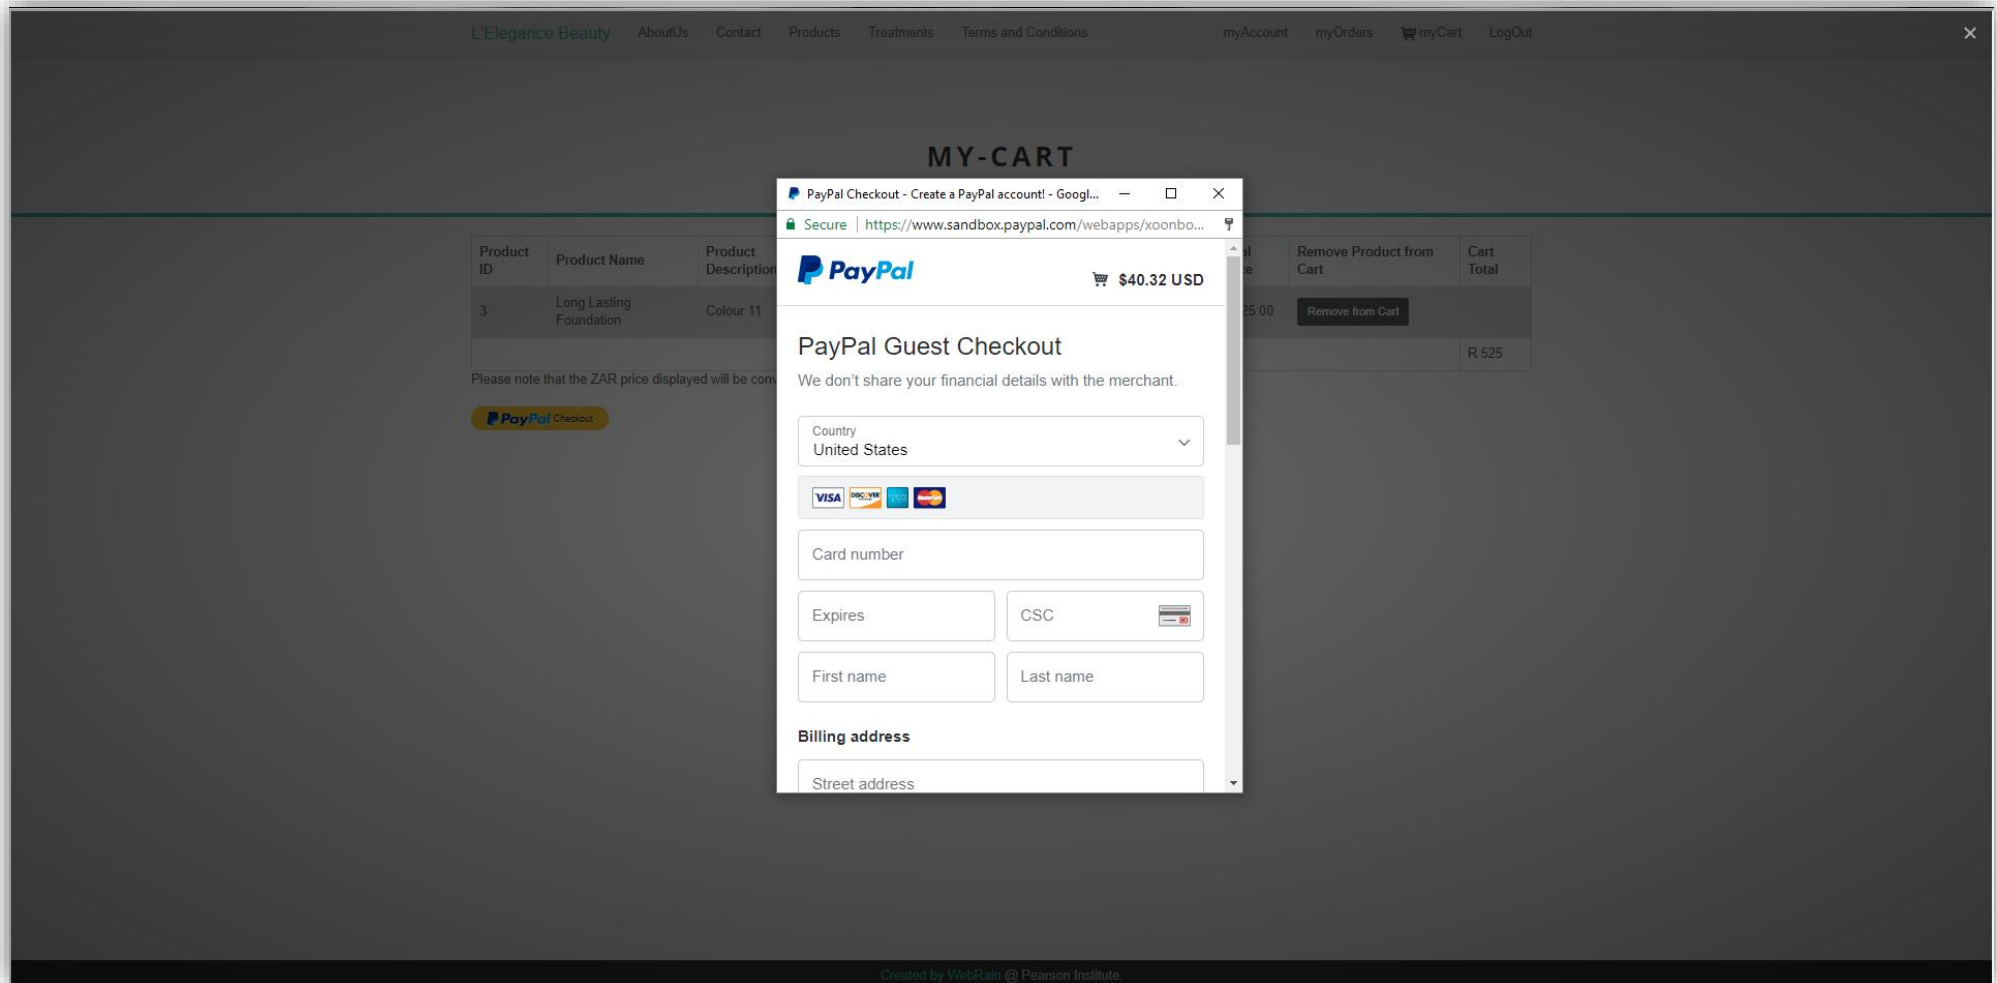 L'Elegance Beauty AboutUs Contact Products Treatments Terms and Conditions myAccount myOrders myCart LogOut
MY-CART
PayPal Checkout - Create a PayPal account! - Googl...
Secure https://www.sandbox.paypal.com/webapps/xoonbo...
PayPal
$40.32 USD
Product ID Product Name Product Description Remove Product from Cart Cart Total
3 Long Lasting Foundation Colour 11 25.00 Remove from Cart
R 525
Please note that the ZAR price displayed will be
PayPal Checkout
PayPal Guest Checkout
We don't share your financial details with the merchant.
Country
United States
VISA DISCOVER MasterCard
Card number
Expires CSC
First name Last name
Billing address
Street address
Created by WebRain @ Pearson Institute.